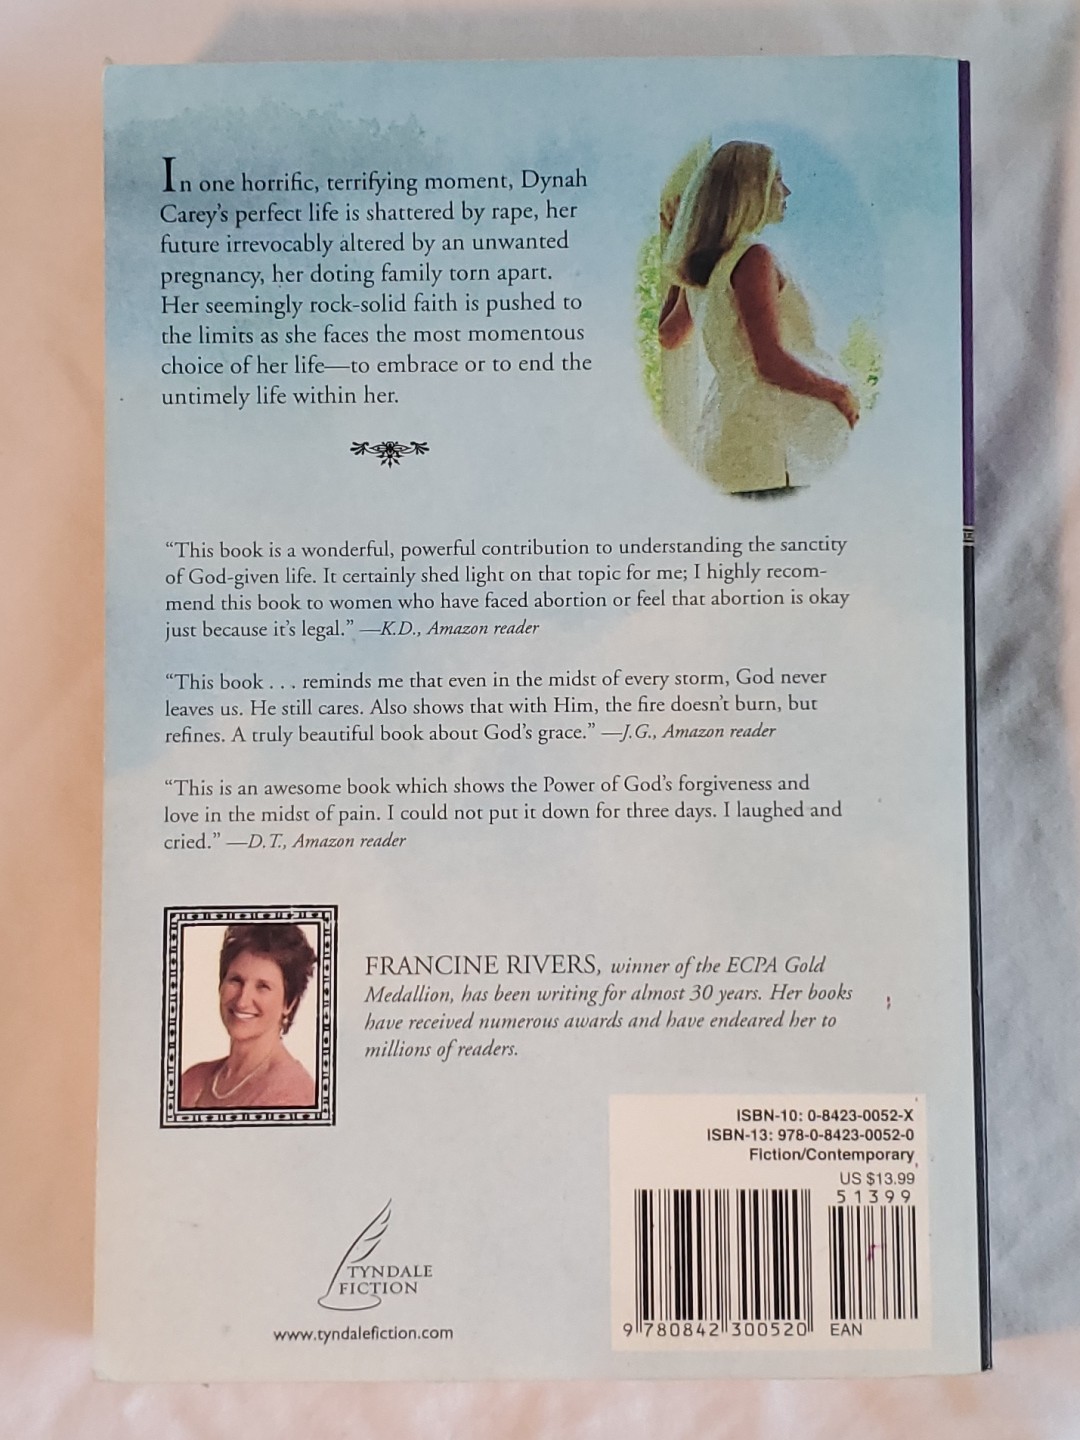 In one horrific, terrifying moment, Dynah
Carey's perfect life is shattered by rape, her
future irrevocably altered by an unwanted
pregnancy, her doting family torn apart.
Her seemingly rock-solid faith is pushed to
the limits as she faces the most momentous
choice of her life—to embrace or to end the
untimely life within her.
“This book is a wonderful, powerful contribution to understanding the sanctity
of God-given life. It certainly shed light on that topic for me; I highly recom-
mend this book to women who have faced abortion or feel that abortion is okay
just because it's legal.” —K.D., Amazon reader
“This book . . . reminds me that even in the midst of every storm, God never
leaves us. He still cares. Also shows that with Him, the fire doesn't burn, but
refines. A truly beautiful book about God's grace.” —J.G., Amazon reader
“This is an awesome book which shows the Power of God's forgiveness and
love in the midst of pain. I could not put it down for three days. I laughed and
cried.” —D.T., Amazon reader
FRANCINE RIVERS, winner of the ECPA Gold
Medallion, has been writing for almost 30 years. Her books
have received numerous awards and have endeared her to
millions of readers.
ISBN-10: 0-8423-0052-X
ISBN-13: 978-0-8423-0052-0
Fiction/Contemporary
US $13.99
51399
9 780842 300520 EAN
TYNDALE
FICTION
www.tyndalefiction.com